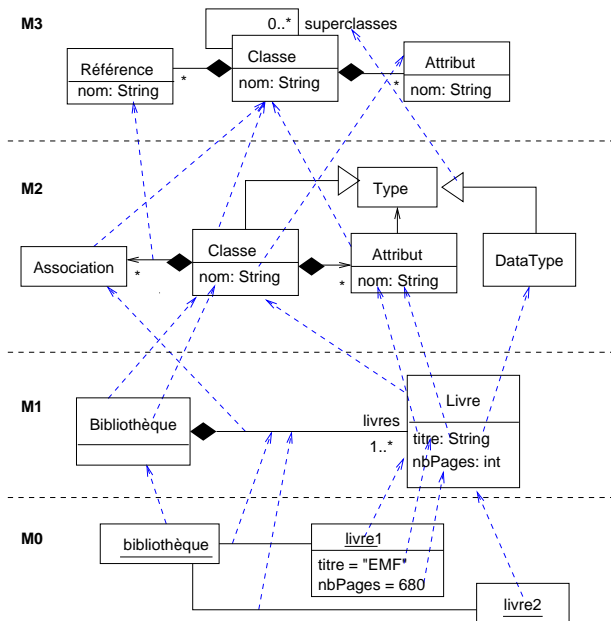 M3
0..* superclasses
Référence
nom: String
*
Classe
nom: String
*
Attribut
nom: String
M2
Type
Association
*
Classe
nom: String
*
Attribut
nom: String
DataType
M1
Bibliothèque
livres
1..*
Livre
titre: String
nbPages: int
M0
bibliothèque
livre1
titre = "EMF"
nbPages = 680
livre2